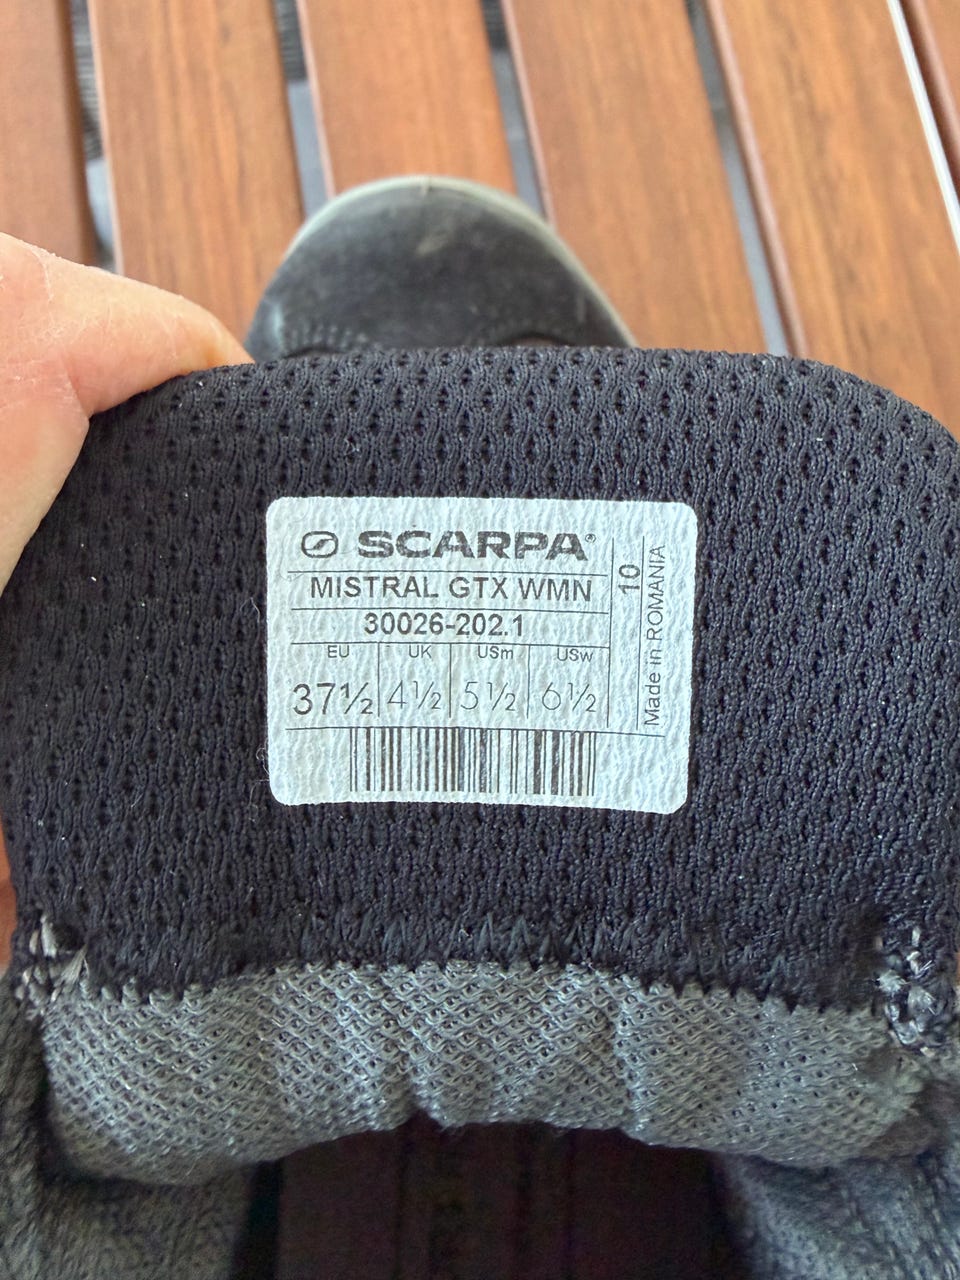 SCARPA®
MISTRAL GTX WMN
30026-202.1
EU UK USm USw
37½ 4½ 5½ 6½
10
Made in ROMANIA